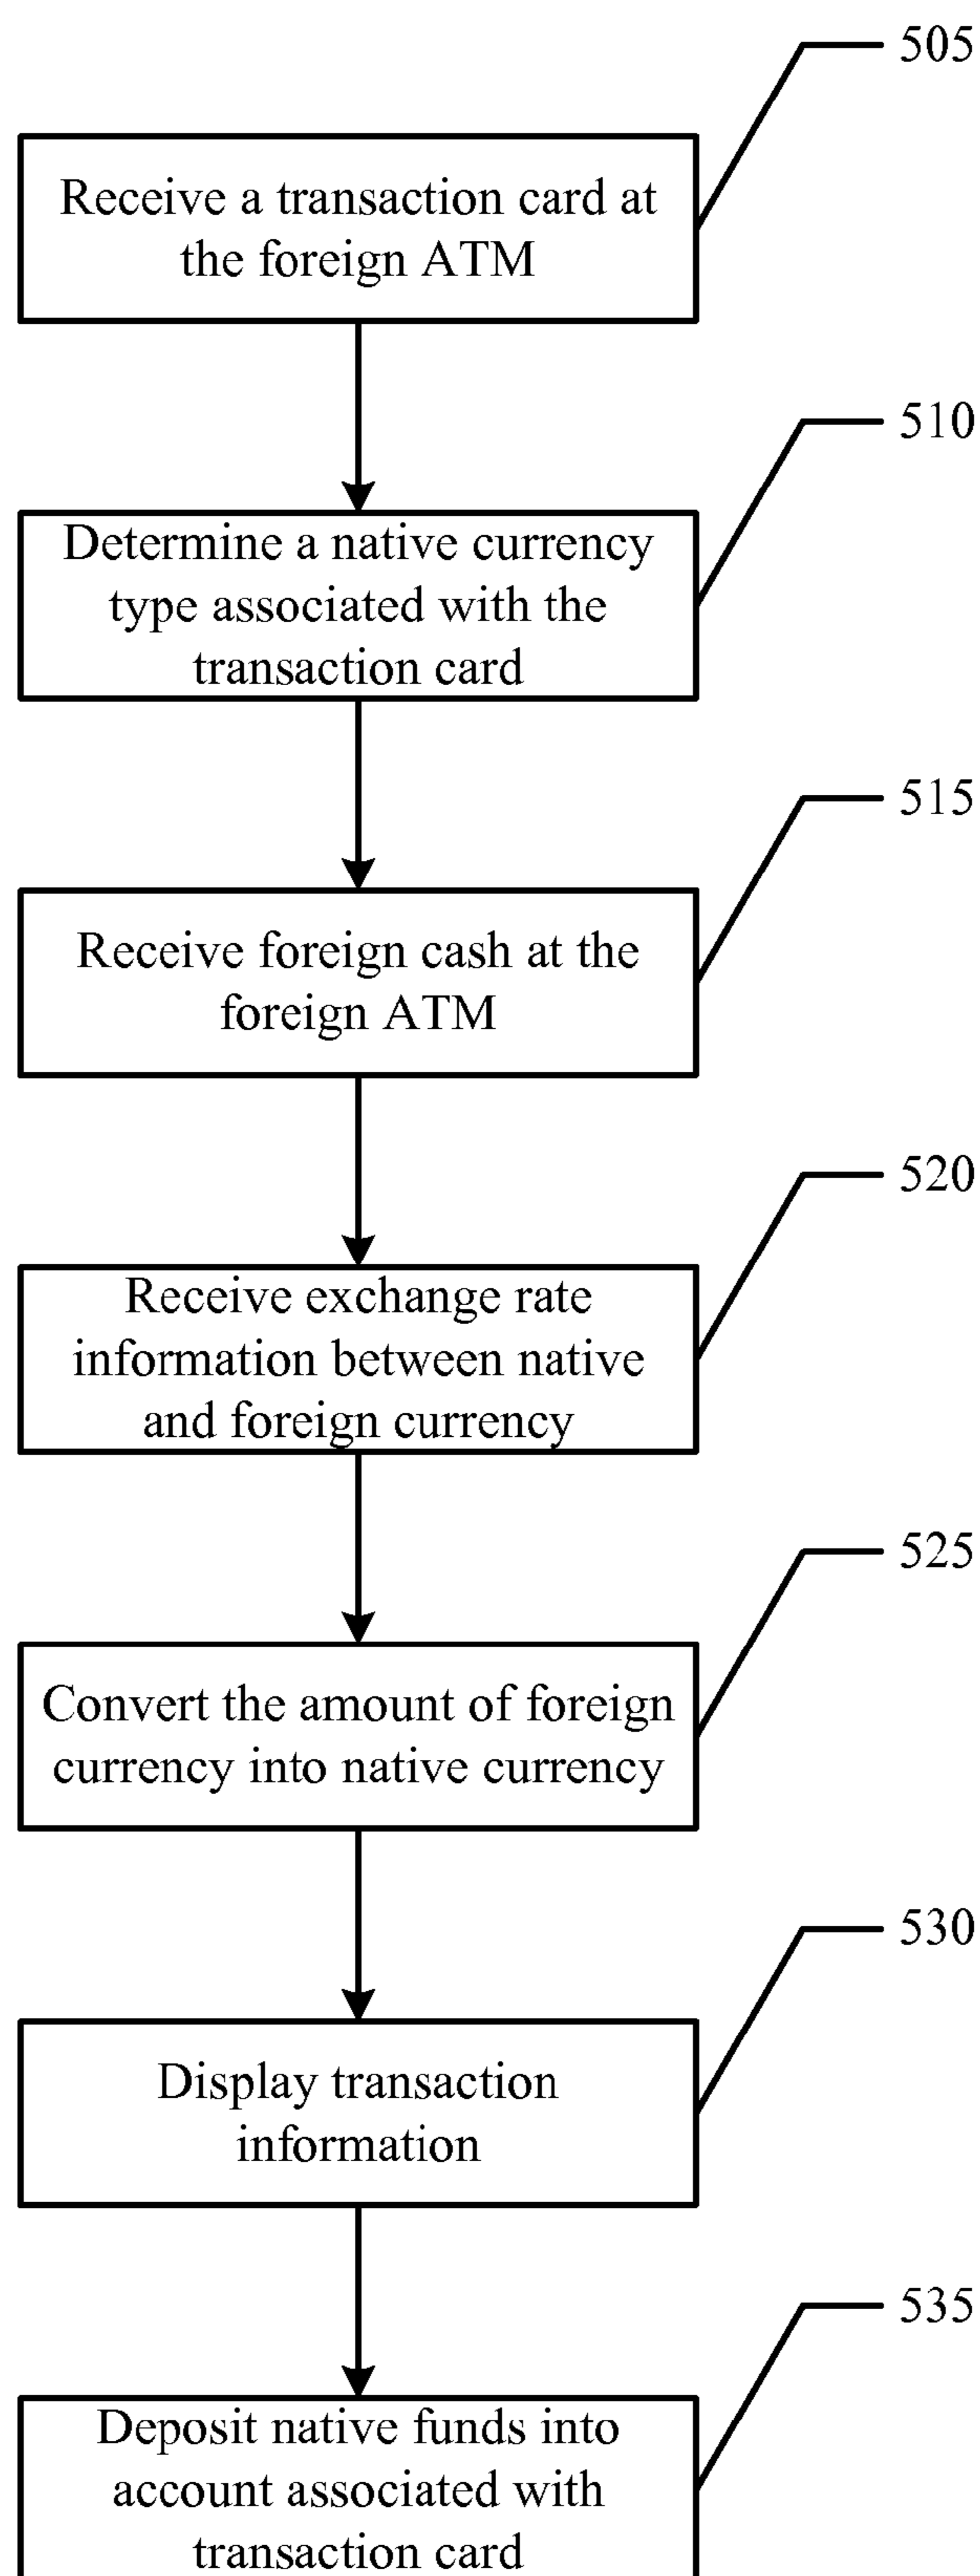 505
Receive a transaction card at
the foreign ATM
510
Determine a native currency
type associated with the
transaction card
515
Receive foreign cash at the
foreign ATM
520
Receive exchange rate
information between native
and foreign currency
525
Convert the amount of foreign
currency into native currency
530
Display transaction
information
535
Deposit native funds into
account associated with
transaction card